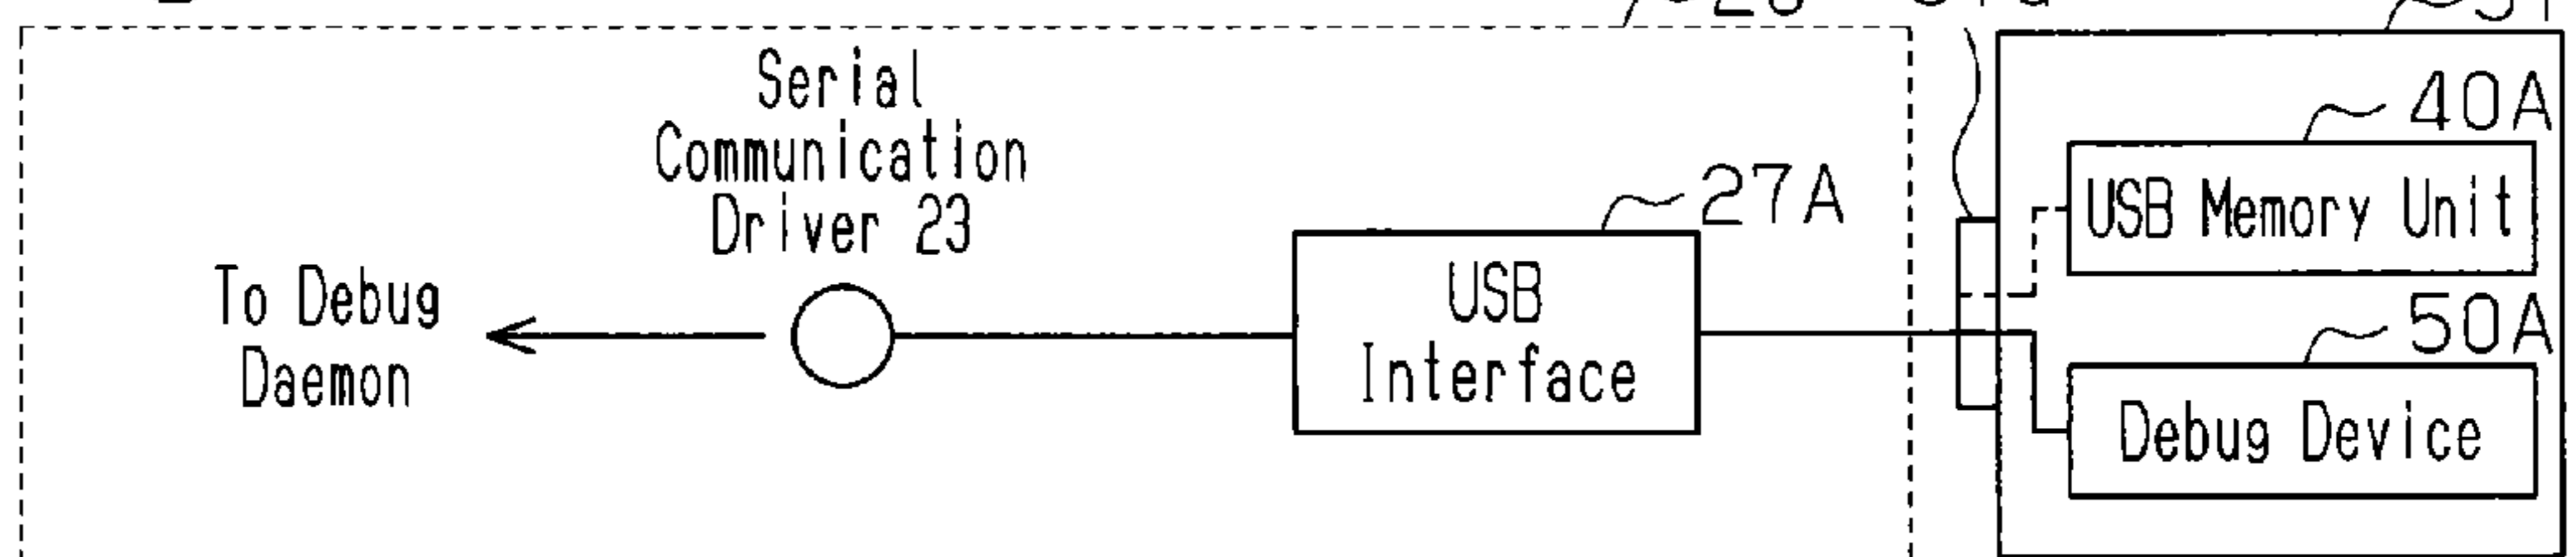 Serial
Communication
Driver 23
To Debug
Daemon
27A
USB
Interface
40A
USB Memory Unit
50A
Debug Device